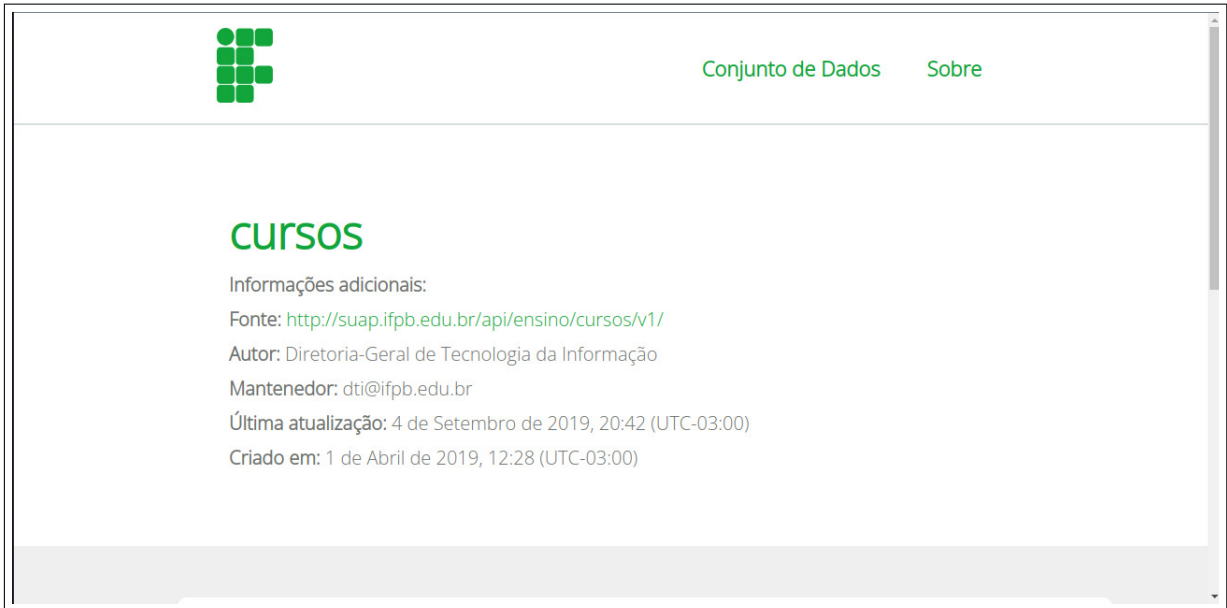 Conjunto de Dados Sobre
cursos
Informações adicionais:
Fonte: http://suap.ifpb.edu.br/api/ensino/cursos/v1/
Autor: Diretoria-Geral de Tecnologia da Informação
Mantenedor: dti@ifpb.edu.br
Última atualização: 4 de Setembro de 2019, 20:42 (UTC-03:00)
Criado em: 1 de Abril de 2019, 12:28 (UTC-03:00)